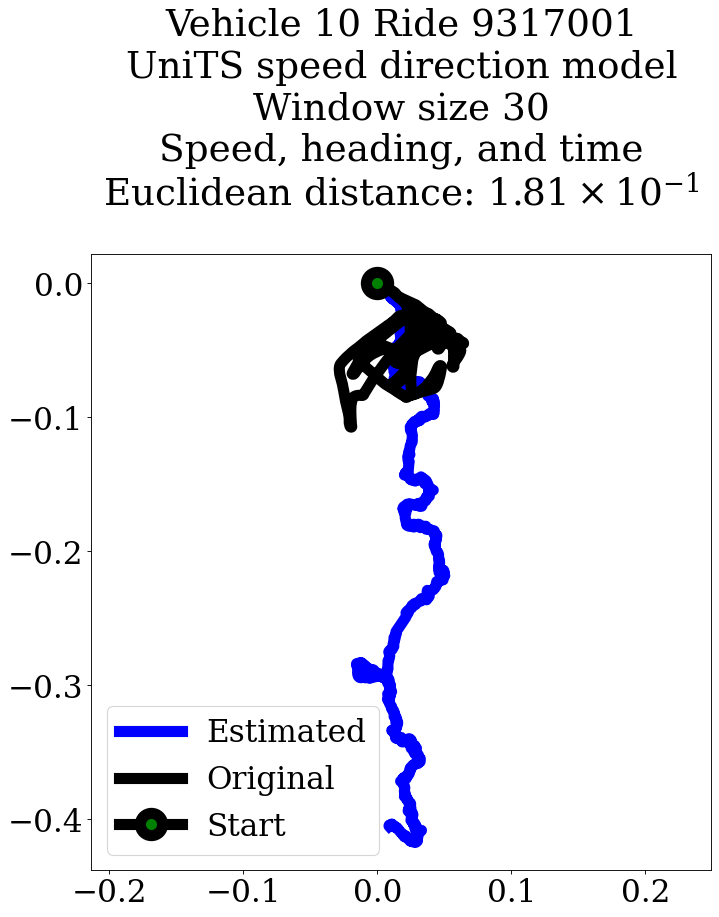 Vehicle 10 Ride 9317001
UniTS speed direction model
Window size 30
Speed, heading, and time
Euclidean distance: 1.81 × 10⁻¹
0.0
−0.1
−0.2
−0.3
−0.4
Estimated
Original
Start
−0.2 −0.1 0.0 0.1 0.2